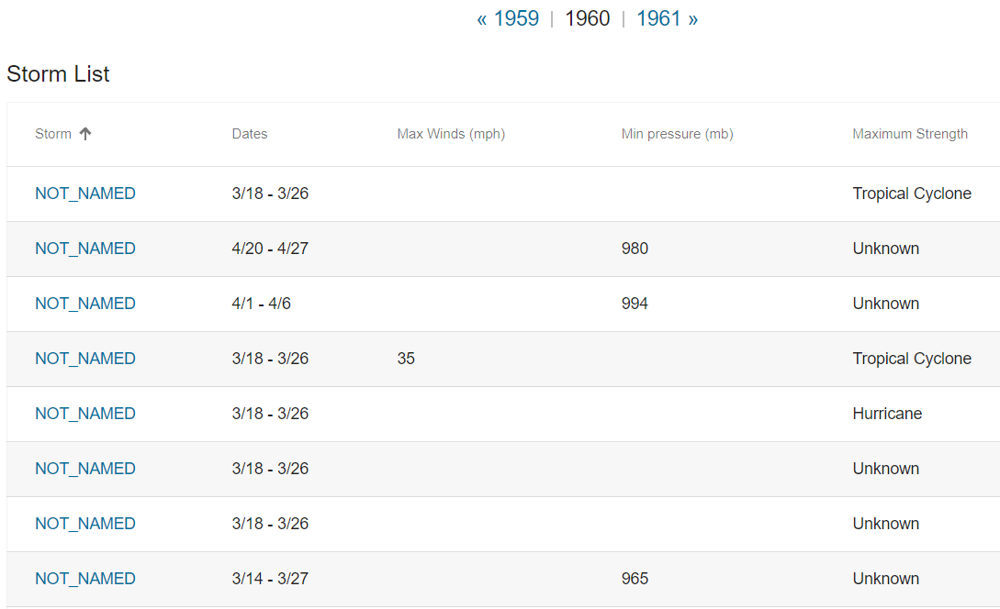 « 1959 | 1960 | 1961 »
Storm List
Storm ↑ Dates Max Winds (mph) Min pressure (mb) Maximum Strength
NOT_NAMED 3/18 - 3/26 Tropical Cyclone
NOT_NAMED 4/20 - 4/27 980 Unknown
NOT_NAMED 4/1 - 4/6 994 Unknown
NOT_NAMED 3/18 - 3/26 35 Tropical Cyclone
NOT_NAMED 3/18 - 3/26 Hurricane
NOT_NAMED 3/18 - 3/26 Unknown
NOT_NAMED 3/18 - 3/26 Unknown
NOT_NAMED 3/14 - 3/27 965 Unknown